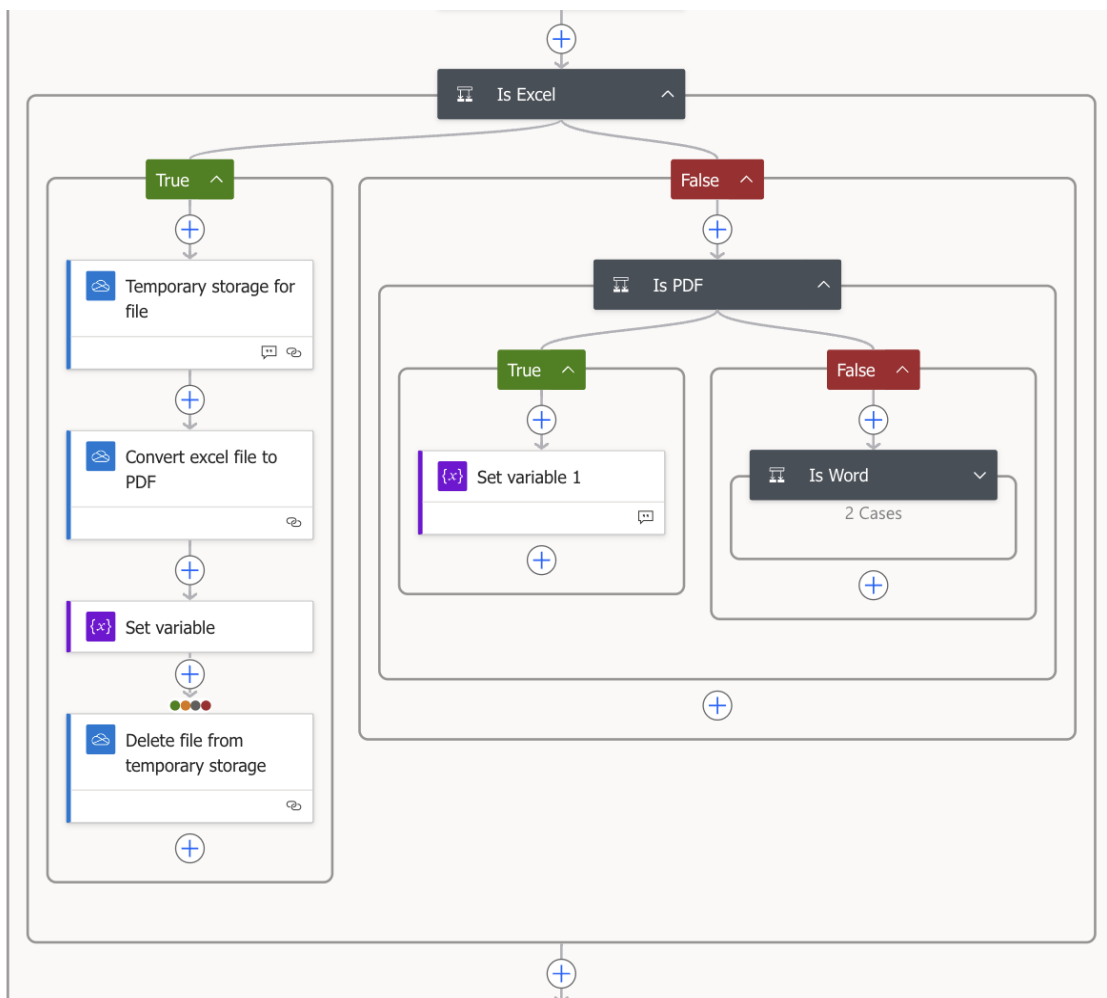 Is Excel
True
False
Temporary storage for
file
Is PDF
True
False
Convert excel file to
PDF
{x} Set variable 1
Is Word
2 Cases
{x} Set variable
Delete file from
temporary storage